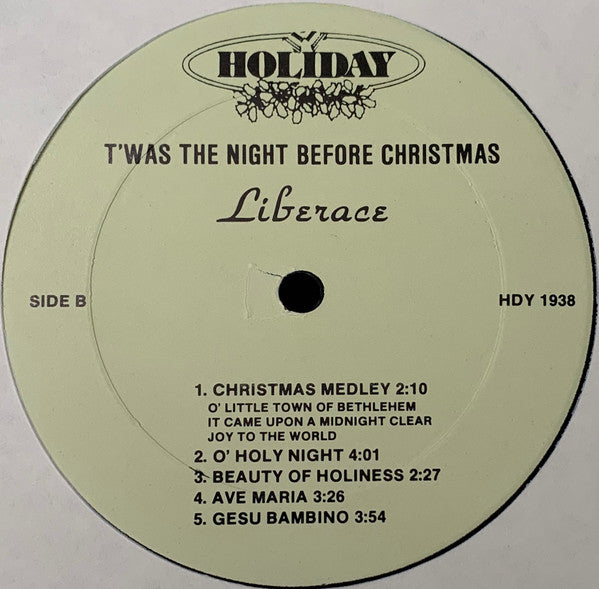 HOLIDAY
T'WAS THE NIGHT BEFORE CHRISTMAS
Liberace
SIDE B
HDY 1938
1. CHRISTMAS MEDLEY 2:10
O' LITTLE TOWN OF BETHLEHEM
IT CAME UPON A MIDNIGHT CLEAR
JOY TO THE WORLD
2. O' HOLY NIGHT 4:01
3. BEAUTY OF HOLINESS 2:27
4. AVE MARIA 3:26
5. GESU BAMBINO 3:54